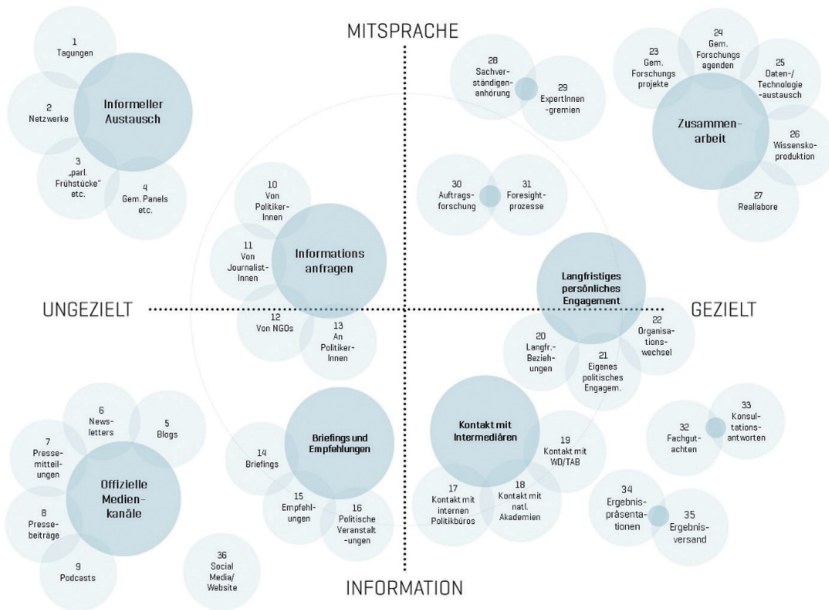 MITSPRACHE
1
Tagungen
Informeller
Austausch
2
Netzwerke
3
„parl.
Frühstücke“
etc.
4
Gem. Panels
etc.
10
Von
Politiker-
Innen
11
Von
Journalist-
Innen
Informations
anfragen
12
Von NGOs
13
An
Politiker-
Innen
28
Sachver-
ständigen-
anhörung
29
ExpertInnen
-gremien
30
Auftrags-
forschung
31
Foresight-
prozesse
23
Gem.
Forschungs
projekte
24
Gem.
Forschungs
agenden
25
Daten-/
Technologie
-austausch
Zusammen-
arbeit
26
Wissensko-
produktion
27
Reallabore
Langfristiges
persönliches
Engagement
UNGEZIELT
GEZIELT
20
Langfr.-
Beziehungen
21
Eigenes
politisches
Engagem.
22
Organisa-
tions-
wechsel
5
Blogs
6
News-
letters
7
Presse-
mitteilungen
Offizielle
Medien-
kanäle
8
Presse-
beiträge
9
Podcasts
36
Social
Media/
Website
Briefings und
Empfehlungen
14
Briefings
15
Empfehl-
ungen
16
Politische
Veranstalt
-ungen
Kontakt mit
Intermediären
17
Kontakt mit
internen
Politikbüros
18
Kontakt mit
natl.
Akademien
19
Kontakt mit
WD/TAB
32
Fachgut-
achten
33
Konsul-
tations-
antworten
34
Ergebnis-
präsenta-
tionen
35
Ergebnis-
versand
INFORMATION